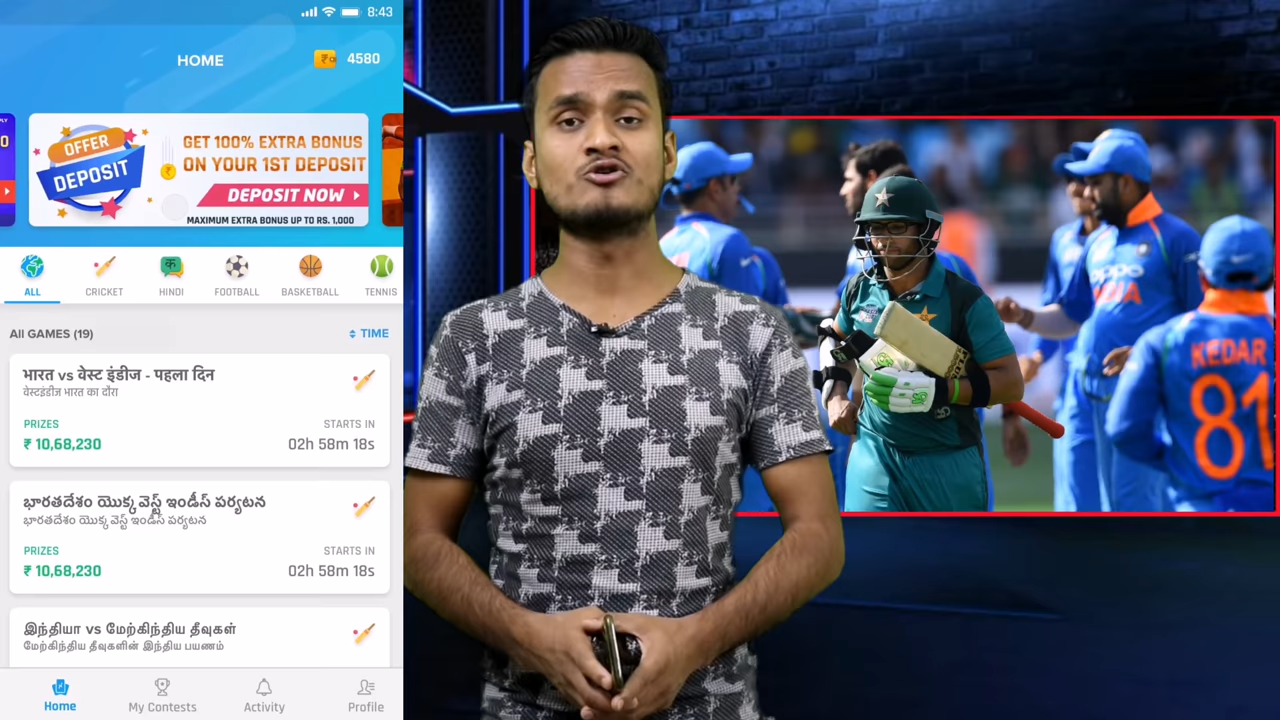 8:43
HOME
4580
OFFER
DEPOSIT
GET 100% EXTRA BONUS
ON YOUR 1ST DEPOSIT
DEPOSIT NOW
MAXIMUM EXTRA BONUS UP TO RS. 1,000
ALL
CRICKET
HINDI
FOOTBALL
BASKETBALL
TENNIS
All GAMES (19)
TIME
भारत vs वेस्ट इंडीज - पहला दिन
वेस्टइंडीज भारत का दौरा
PRIZES
STARTS IN
₹ 10,68,230
02h 58m 18s
భారతదేశం యొక్క వెస్ట్ ఇండీస్ పర్యటన
భారతదేశం యొక్క వెస్ట్ ఇండీస్ పర్యటన
PRIZES
STARTS IN
₹ 10,68,230
02h 58m 18s
இந்தியா vs மேற்கிந்திய தீவுகள்
மேற்கிந்திய தீவுகளின் இந்திய பயணம்
Home
My Contests
Activity
Profile
oppo
INDIA
KEDAR
81